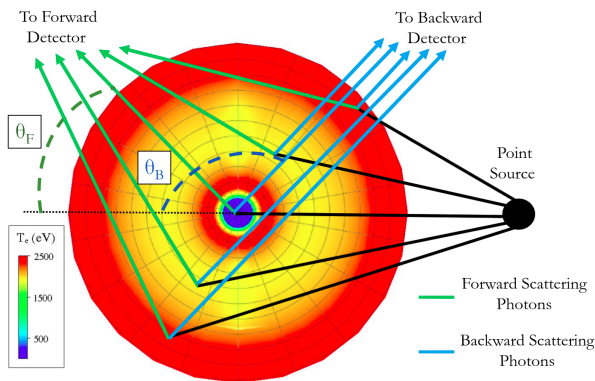 To Forward
Detector
To Backward
Detector
θF
θB
Point
Source
Te (eV)
2500
1500
500
Forward Scattering
Photons
Backward Scattering
Photons